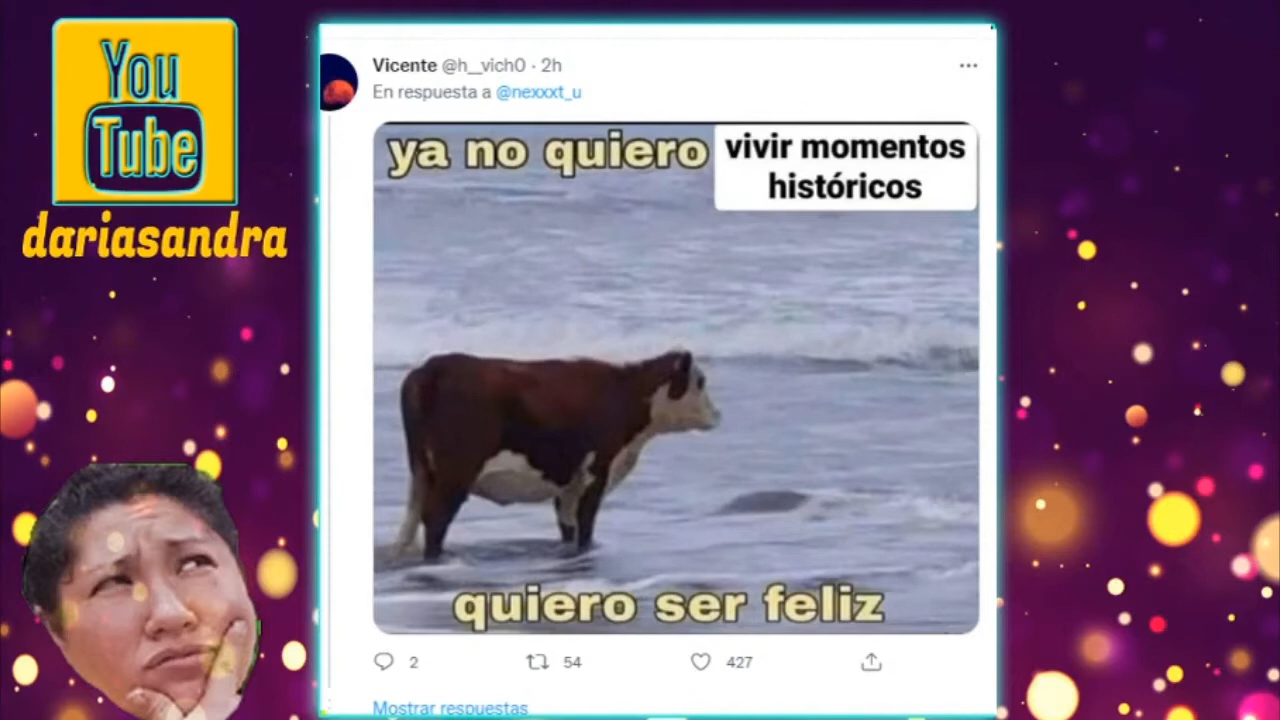 You
Tube
dariasandra
Vicente @h__vich0 · 2h
En respuesta a @nexxxt_u
ya no quiero vivir momentos
históricos
quiero ser feliz
2 54 427
Mostrar respuestas